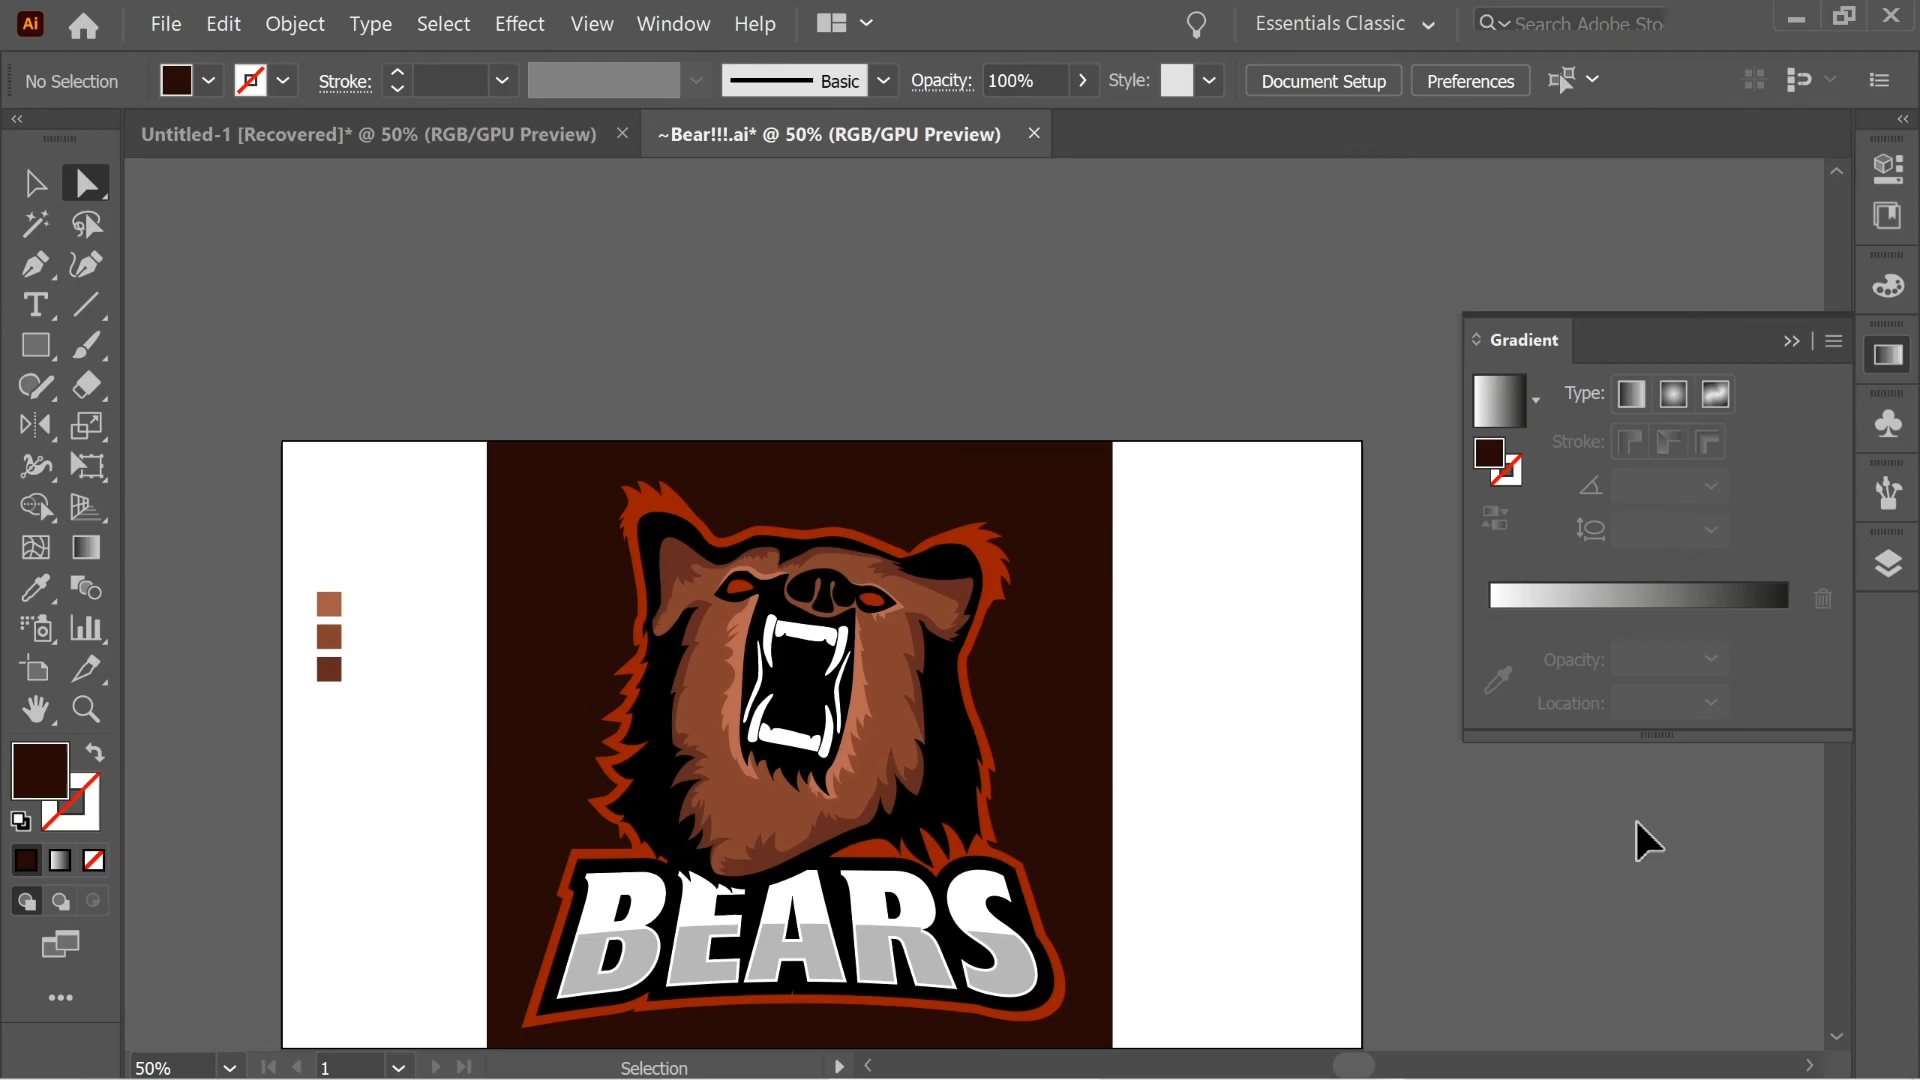 Ai File Edit Object Type Select Effect View Window Help Essentials Classic Search Adobe Sto
No Selection Stroke: Basic Opacity: 100% Style: Document Setup Preferences
Untitled-1 [Recovered]* @ 50% (RGB/GPU Preview) ~Bear!!!.ai* @ 50% (RGB/GPU Preview)
Gradient
Type:
Stroke:
Opacity:
Location:
BEARS
50% 1 Selection